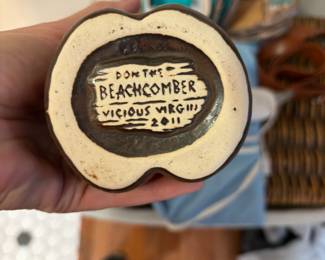 DON THE
BEACHCOMBER
VICIOUS VIRGIN
2011